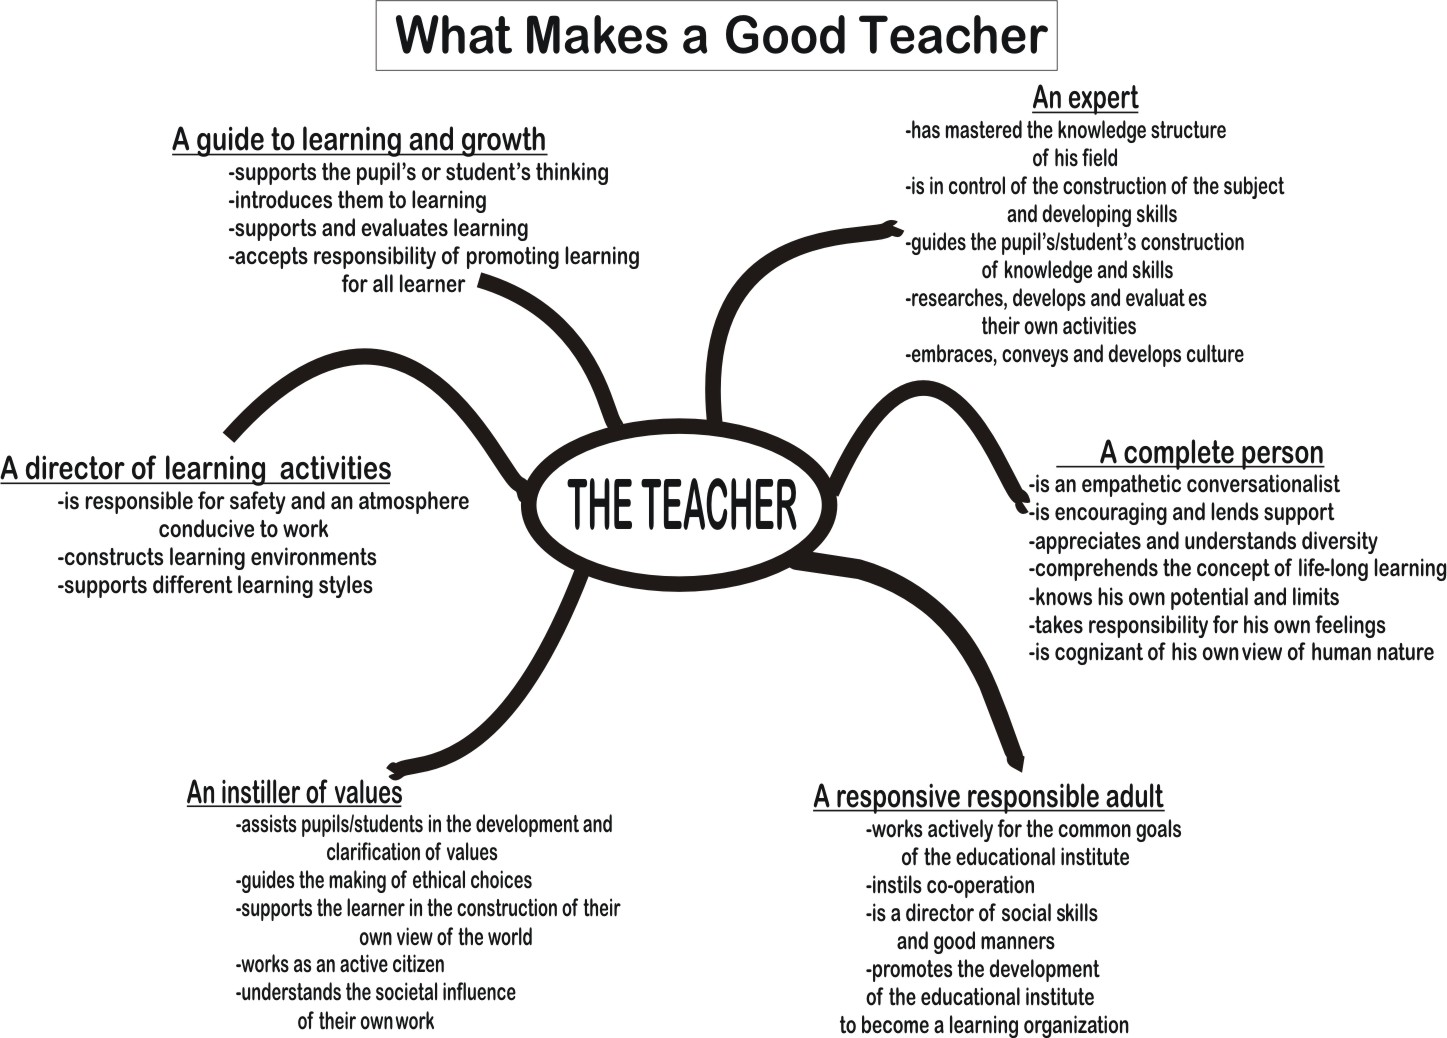 What Makes a Good Teacher
A guide to learning and growth
-supports the pupil's or student's thinking
-introduces them to learning
-supports and evaluates learning
-accepts responsibility of promoting learning
for all learner
An expert
-has mastered the knowledge structure
of his field
-is in control of the construction of the subject
and developing skills
-guides the pupil's/student's construction
of knowledge and skills
-researches, develops and evaluat es
their own activities
-embraces, conveys and develops culture
A director of learning activities
-is responsible for safety and an atmosphere
conducive to work
-constructs learning environments
-supports different learning styles
THE TEACHER
A complete person
-is an empathetic conversationalist
-is encouraging and lends support
-appreciates and understands diversity
-comprehends the concept of life-long learning
-knows his own potential and limits
-takes responsibility for his own feelings
-is cognizant of his own view of human nature
An instiller of values
-assists pupils/students in the development and
clarification of values
-guides the making of ethical choices
-supports the learner in the construction of their
own view of the world
-works as an active citizen
-understands the societal influence
of their own work
A responsive responsible adult
-works actively for the common goals
of the educational institute
-instils co-operation
-is a director of social skills
and good manners
-promotes the development
of the educational institute
to become a learning organization